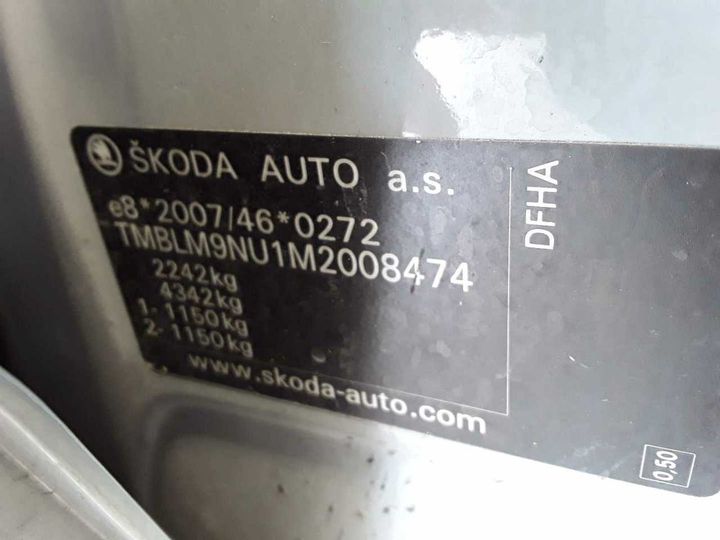 ŠKODA AUTO a.s.
e8*2007/46*0272
TMBLM9NU1M2008474
2242kg
4342kg
1- 1150kg
2- 1150kg
www.skoda-auto.com
DFHA
0,50